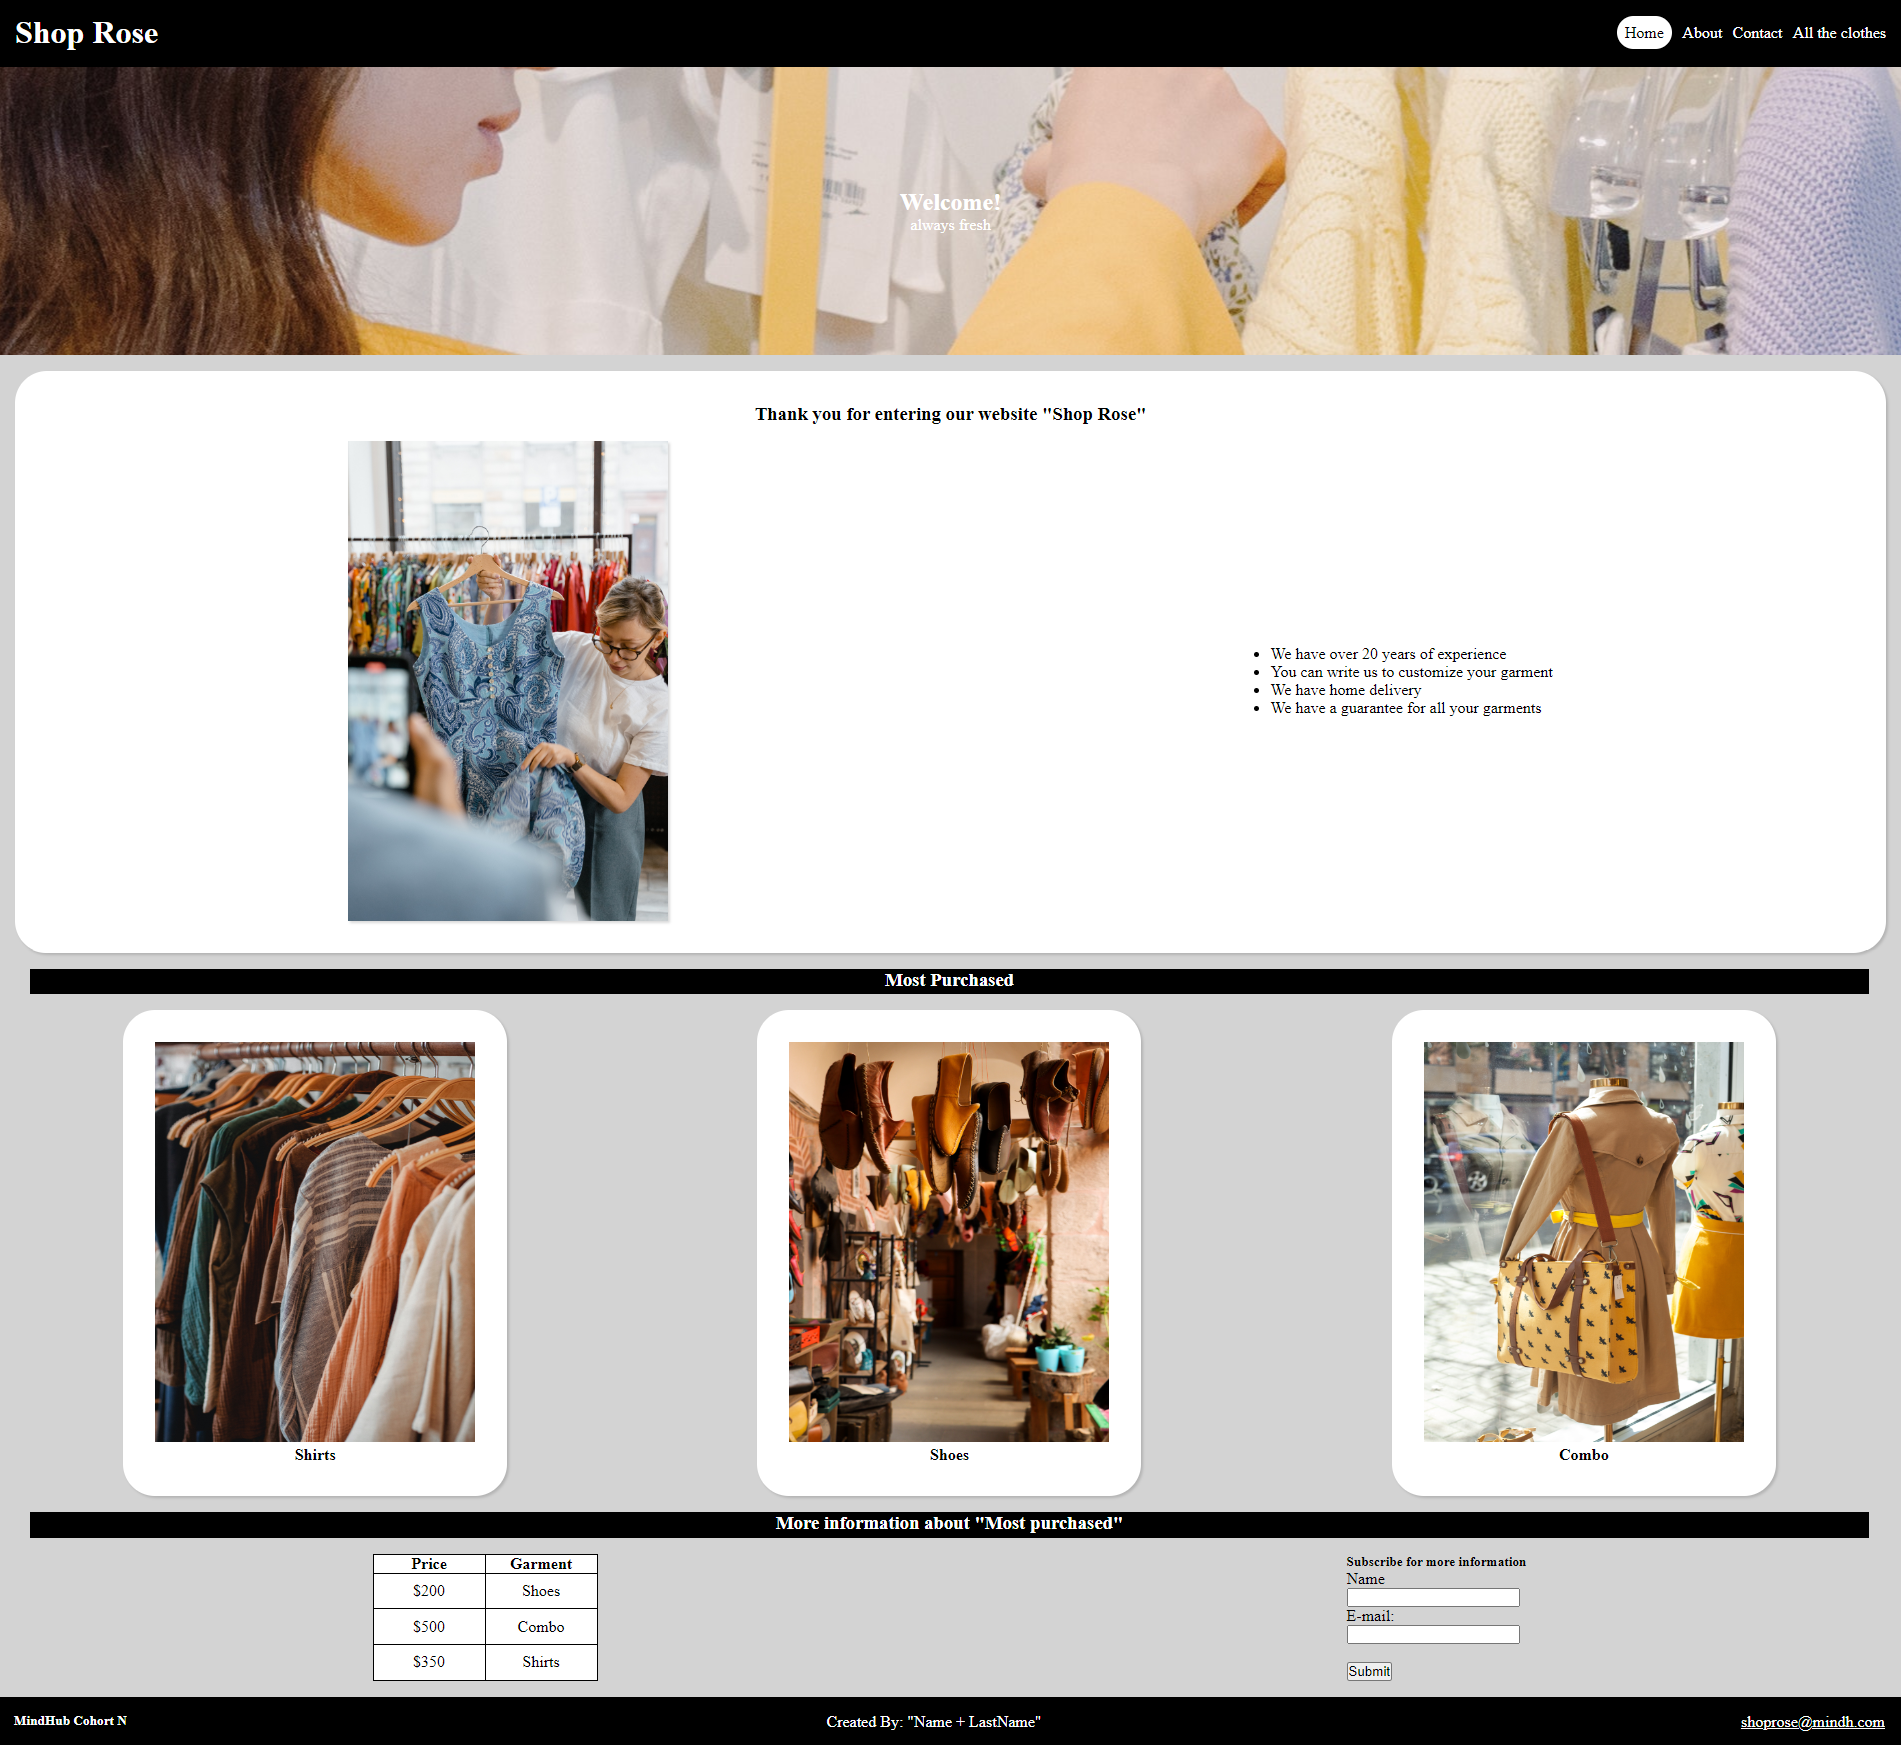 Shop Rose
Home About Contact All the clothes
Welcome!
always fresh
Thank you for entering our website "Shop Rose"
We have over 20 years of experience
You can write us to customize your garment
We have home delivery
We have a guarantee for all your garments
Most Purchased
Shirts
Shoes
Combo
More information about "Most purchased"
Price Garment
$200 Shoes
$500 Combo
$350 Shirts
Subscribe for more information
Name
E-mail:
Submit
MindHub Cohort N
Created By: "Name + LastName"
shoprose@mindh.com